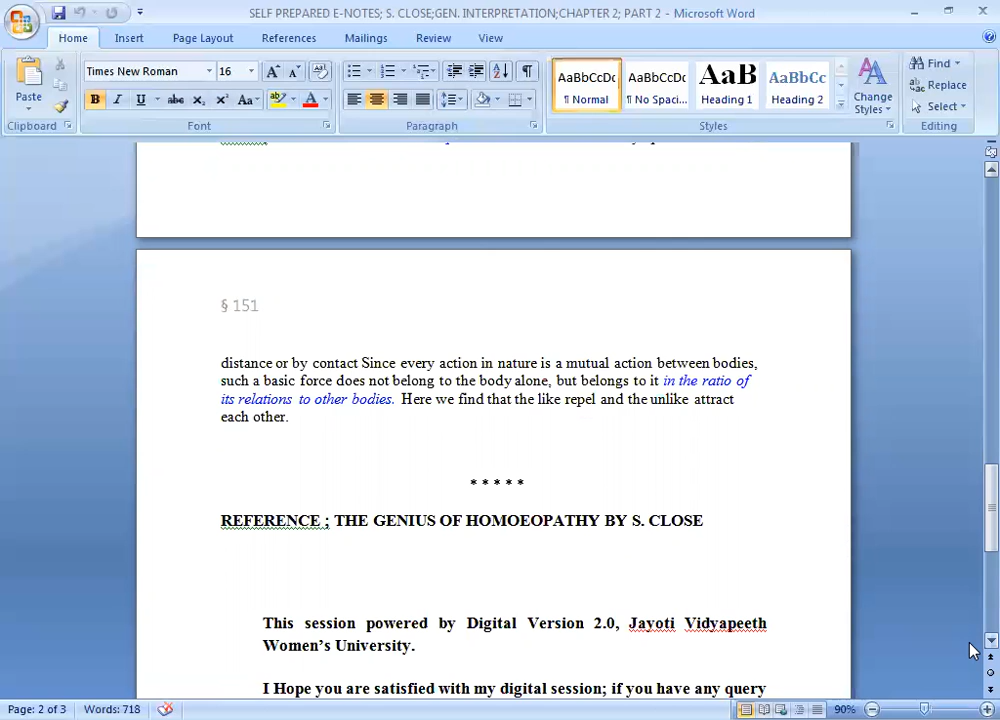 SELF PREPARED E-NOTES; S. CLOSE;GEN. INTERPRETATION;CHAPTER 2; PART 2 - Microsoft Word
Home Insert Page Layout References Mailings Review View
Paste
Times New Roman 16
B I U abc X₂ X² Aa
AaBbCcDc AaBbCcDc AaBb AaBbCc
¶ Normal ¶ No Spaci... Heading 1 Heading 2
Change Styles
Find
Replace
Select
Clipboard Font Paragraph Styles Editing
§ 151
distance or by contact Since every action in nature is a mutual action between bodies,
such a basic force does not belong to the body alone, but belongs to it in the ratio of
its relations to other bodies. Here we find that the like repel and the unlike attract
each other.
* * * * *
REFERENCE ; THE GENIUS OF HOMOEOPATHY BY S. CLOSE
This session powered by Digital Version 2.0, Jayoti Vidyapeeth
Women's University.
I Hope you are satisfied with my digital session; if you have any query
Page: 2 of 3 Words: 718 90%